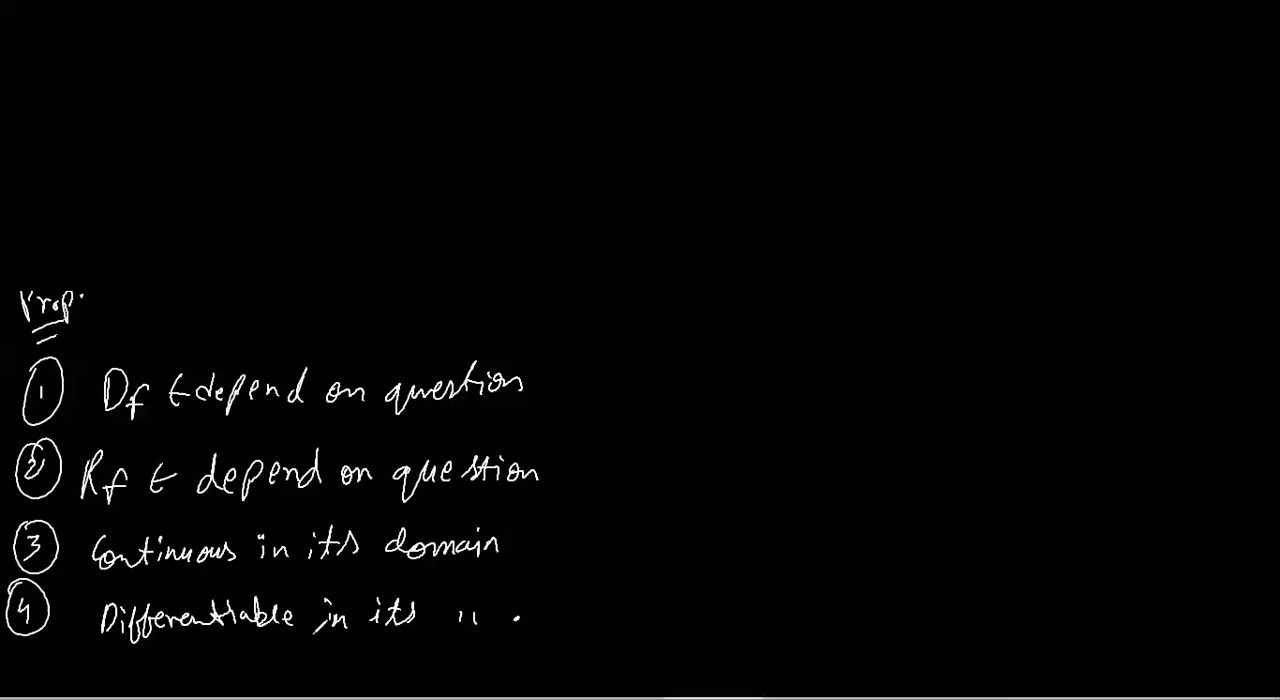 Prop.
① Df ← depend on question
② Rf ← depend on question
③ Continuous in its domain
④ Differentiable in its " .